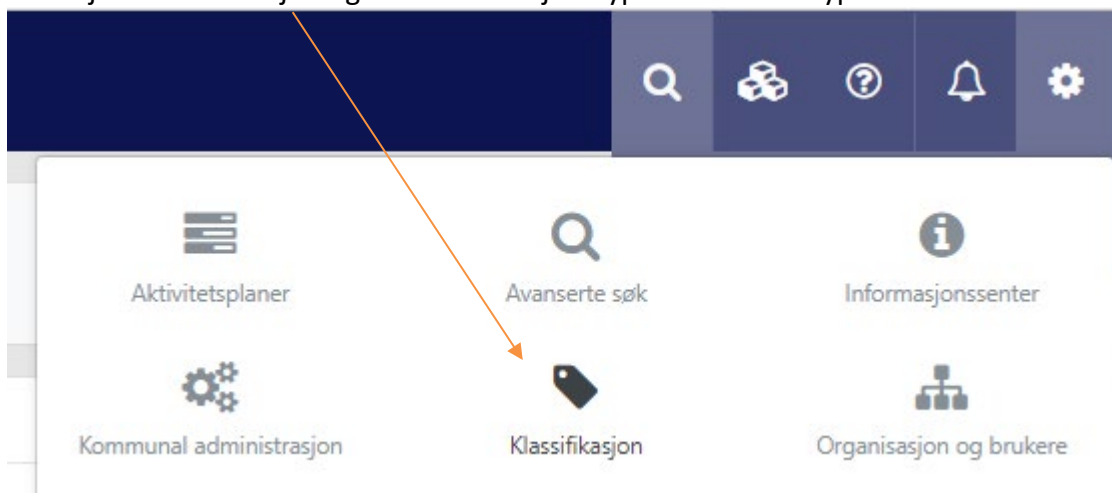 Aktivitetsplaner
Avanserte søk
Informasjonssenter
Kommunal administrasjon
Klassifikasjon
Organisasjon og brukere